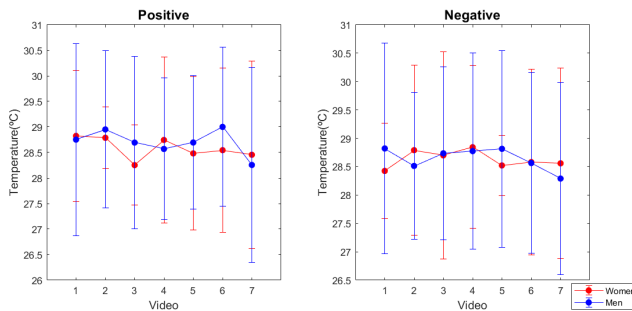 Positive
Negative
31
30.5
30
29.5
29
28.5
28
27.5
27
26.5
26
Temperature(ºC)
1 2 3 4 5 6 7
Video
31
30.5
30
29.5
29
28.5
28
27.5
27
26.5
Temperature(ºC)
1 2 3 4 5 6 7
Video
Women
Men